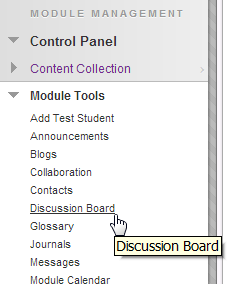 MODULE MANAGEMENT
Control Panel
Content Collection
Module Tools
Add Test Student
Announcements
Blogs
Collaboration
Contacts
Discussion Board
Glossary
Discussion Board
Journals
Messages
Module Calendar